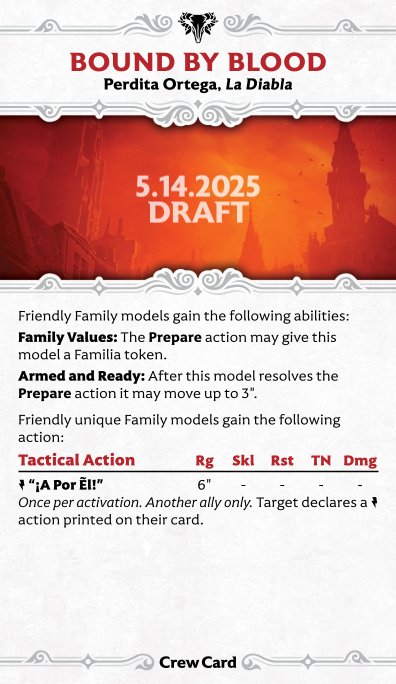 BOUND BY BLOOD
Perdita Ortega, La Diabla
5.14.2025
DRAFT
Friendly Family models gain the following abilities:
Family Values: The Prepare action may give this
model a Familia token.
Armed and Ready: After this model resolves the
Prepare action it may move up to 3".
Friendly unique Family models gain the following
action:
Tactical Action Rg Skl Rst TN Dmg
“¡A Por Ẽl!” 6" - - - -
Once per activation. Another ally only. Target declares a
action printed on their card.
Crew Card